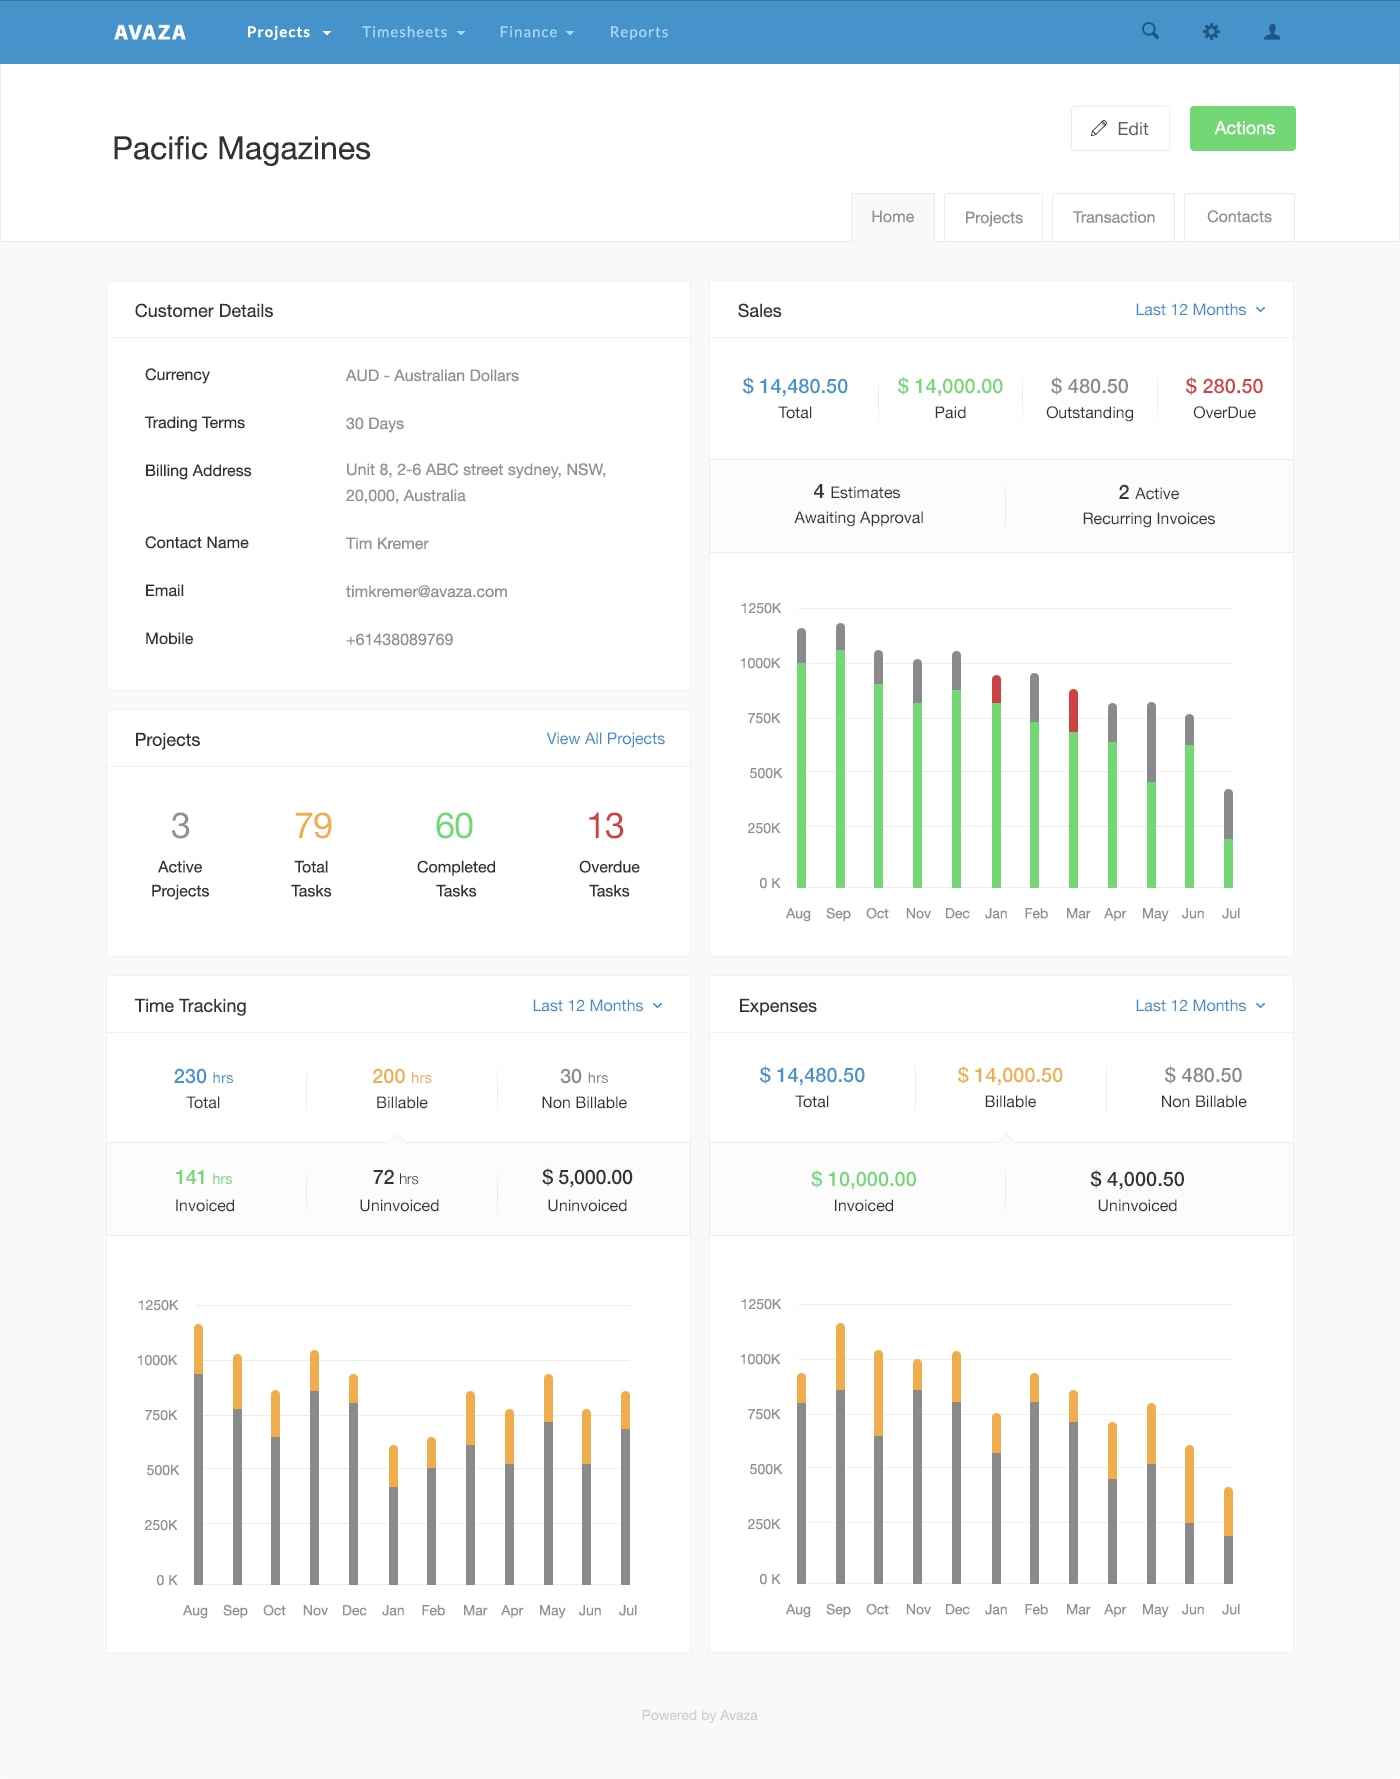 AVAZA
Projects
Timesheets
Finance
Reports
Pacific Magazines
Edit
Actions
Home
Projects
Transaction
Contacts
Customer Details
Currency
AUD - Australian Dollars
Trading Terms
30 Days
Billing Address
Unit 8, 2-6 ABC street sydney, NSW,
20,000, Australia
Contact Name
Tim Kremer
Email
timkremer@avaza.com
Mobile
+61438089769
Sales
Last 12 Months
$ 14,480.50
Total
$ 14,000.00
Paid
$ 480.50
Outstanding
$ 280.50
OverDue
4 Estimates
Awaiting Approval
2 Active
Recurring Invoices
1250K
1000K
750K
500K
250K
0 K
Aug Sep Oct Nov Dec Jan Feb Mar Apr May Jun Jul
Projects
View All Projects
3
Active
Projects
79
Total
Tasks
60
Completed
Tasks
13
Overdue
Tasks
Time Tracking
Last 12 Months
230 hrs
Total
200 hrs
Billable
30 hrs
Non Billable
141 hrs
Invoiced
72 hrs
Uninvoiced
$ 5,000.00
Uninvoiced
1250K
1000K
750K
500K
250K
0 K
Aug Sep Oct Nov Dec Jan Feb Mar Apr May Jun Jul
Expenses
Last 12 Months
$ 14,480.50
Total
$ 14,000.50
Billable
$ 480.50
Non Billable
$ 10,000.00
Invoiced
$ 4,000.50
Uninvoiced
1250K
1000K
750K
500K
250K
0 K
Aug Sep Oct Nov Dec Jan Feb Mar Apr May Jun Jul
Powered by Avaza